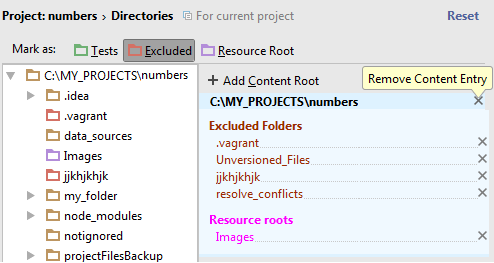 Project: numbers > Directories For current project Reset
Mark as: Tests Excluded Resource Root
C:\MY_PROJECTS\numbers
.idea
.vagrant
data_sources
Images
jjkhjkhjk
my_folder
node_modules
notignored
projectFilesBackup
+ Add Content Root
Remove Content Entry
C:\MY_PROJECTS\numbers
Excluded Folders
.vagrant
Unversioned_Files
jjkhjkhjk
resolve_conflicts
Resource roots
Images